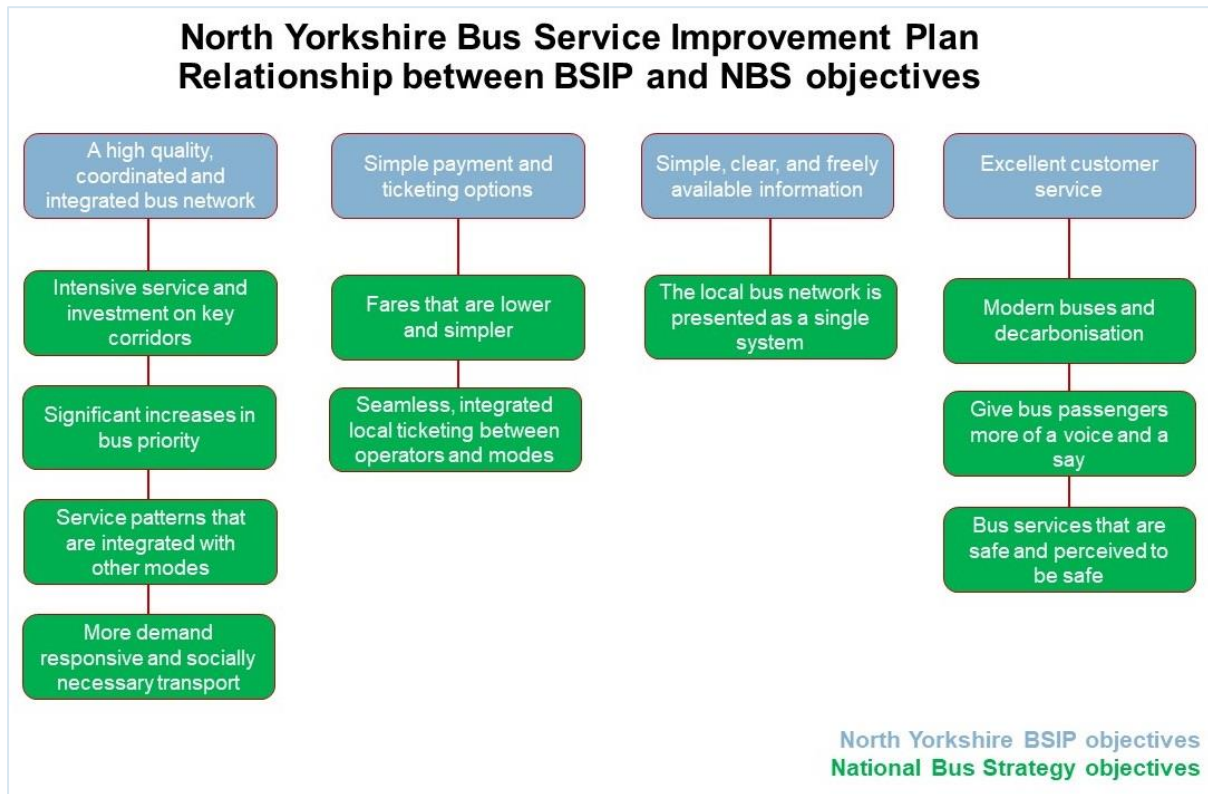 North Yorkshire Bus Service Improvement Plan
Relationship between BSIP and NBS objectives
A high quality,
coordinated and
integrated bus network
Intensive service and
investment on key
corridors
Significant increases in
bus priority
Service patterns that
are integrated with
other modes
More demand
responsive and socially
necessary transport
Simple payment and
ticketing options
Fares that are lower
and simpler
Seamless, integrated
local ticketing between
operators and modes
Simple, clear, and freely
available information
The local bus network is
presented as a single
system
Excellent customer
service
Modern buses and
decarbonisation
Give bus passengers
more of a voice and a
say
Bus services that are
safe and perceived to
be safe
North Yorkshire BSIP objectives
National Bus Strategy objectives